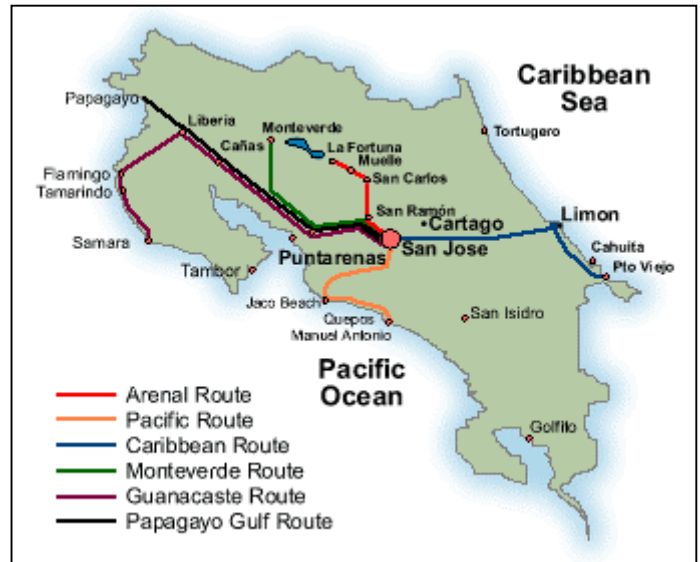 Caribbean
Sea
Papagayo
Liberia
Monteverde
Cañas
La Fortuna
Muelle
Tortugero
Flamingo
Tamarindo
San Carlos
San Ramón
Cartago
Limon
San Jose
Samara
Puntarenas
Cahuita
Pto Viejo
Tambor
Jaco Beach
Quepos
Manuel Antonio
San Isidro
Pacific
Ocean
Golfito
Arenal Route
Pacific Route
Caribbean Route
Monteverde Route
Guanacaste Route
Papagayo Gulf Route